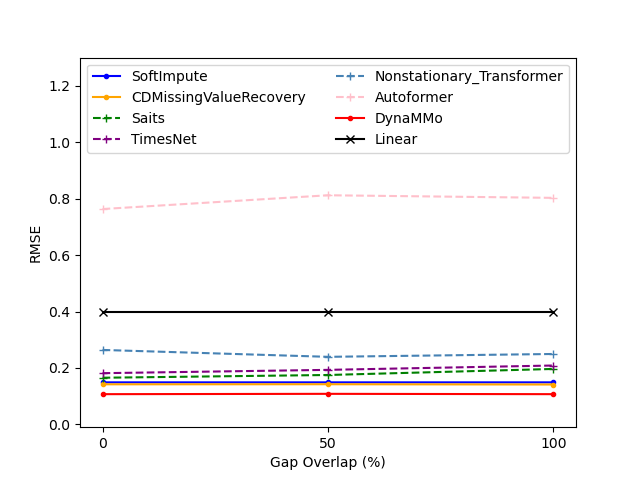 SoftImpute
CDMissingValueRecovery
Saits
TimesNet
Nonstationary_Transformer
Autoformer
DynaMMo
Linear
1.2
1.0
0.8
0.6
0.4
0.2
0.0
RMSE
0 50 100
Gap Overlap (%)